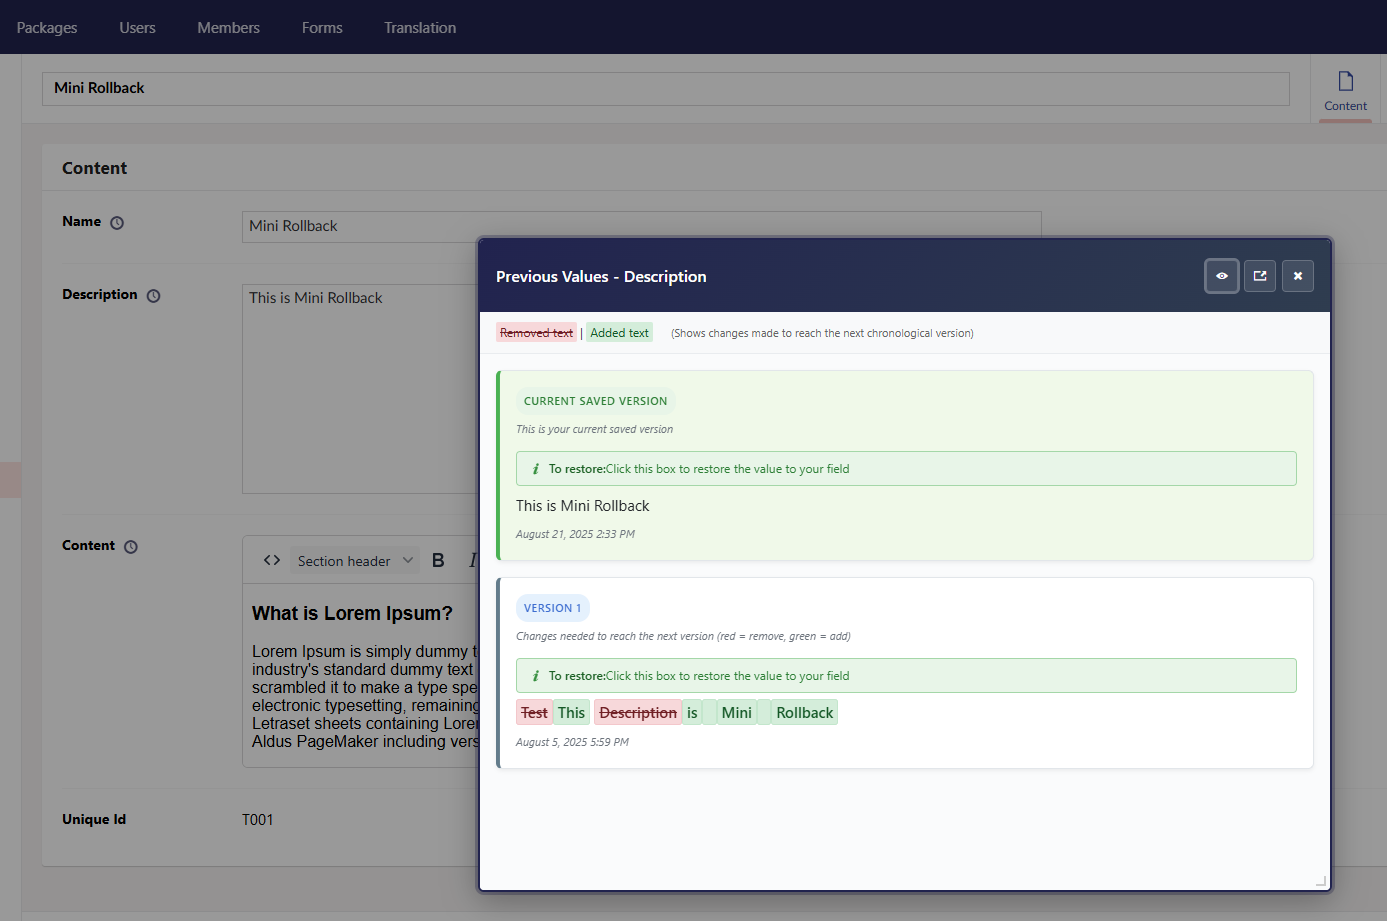 Packages Users Members Forms Translation
Mini Rollback
Content
Content
Name
Mini Rollback
Description
This is Mini Rollback
Content
Section header B I
What is Lorem Ipsum?
Lorem Ipsum is simply dummy t
industry's standard dummy text
scrambled it to make a type spe
electronic typesetting, remaining
Letraset sheets containing Lore
Aldus PageMaker including vers
Unique Id
T001
Previous Values - Description
Removed text | Added text (Shows changes made to reach the next chronological version)
CURRENT SAVED VERSION
This is your current saved version
i To restore:Click this box to restore the value to your field
This is Mini Rollback
August 21, 2025 2:33 PM
VERSION 1
Changes needed to reach the next version (red = remove, green = add)
i To restore:Click this box to restore the value to your field
Test This Description is Mini Rollback
August 5, 2025 5:59 PM